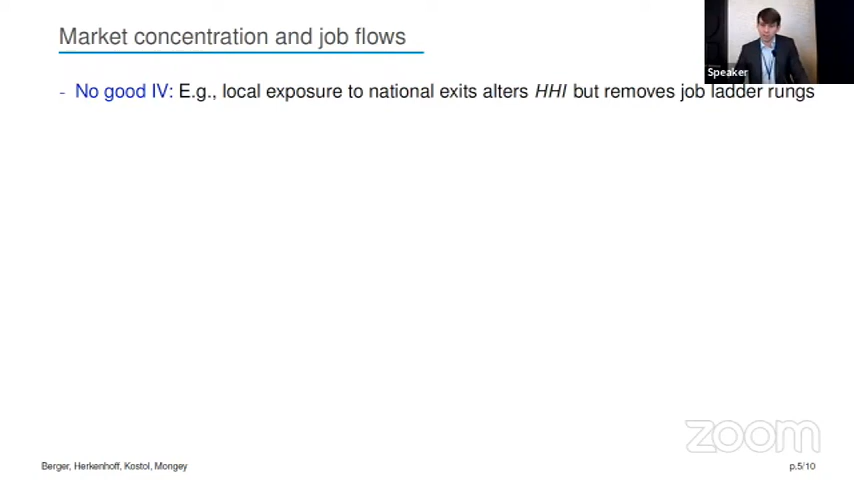 Market concentration and job flows
Speaker
- No good IV: E.g., local exposure to national exits alters HHI but removes job ladder rungs
zoom
Berger, Herkenhoff, Kostol, Mongey
p.5/10